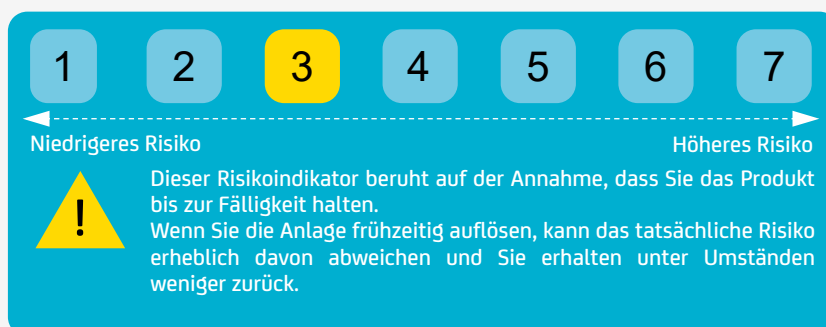 1 2 3 4 5 6 7
Niedrigeres Risiko Höheres Risiko
!
Dieser Risikoindikator beruht auf der Annahme, dass Sie das Produkt
bis zur Fälligkeit halten.
Wenn Sie die Anlage frühzeitig auflösen, kann das tatsächliche Risiko
erheblich davon abweichen und Sie erhalten unter Umständen
weniger zurück.